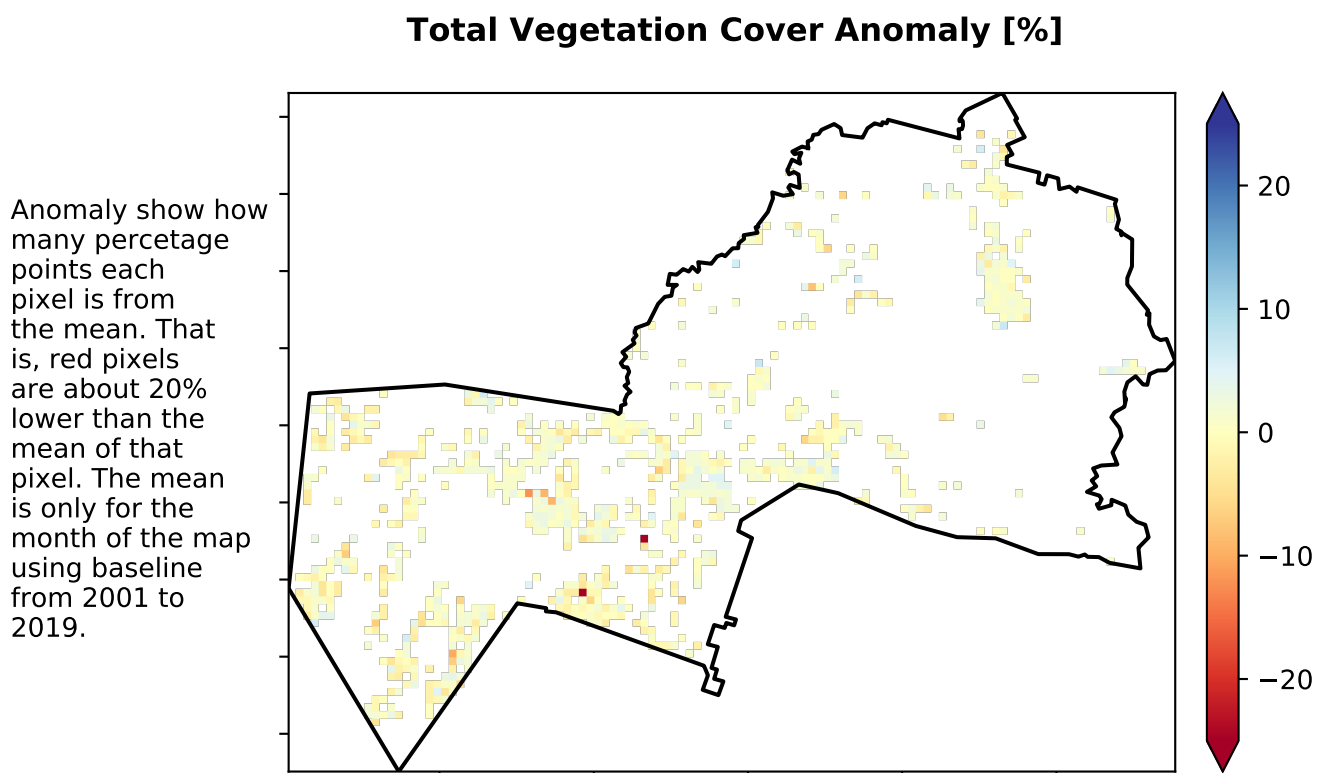 Total Vegetation Cover Anomaly [%]
Anomaly show how
many percetage
points each
pixel is from
the mean. That
is, red pixels
are about 20%
lower than the
mean of that
pixel. The mean
is only for the
month of the map
using baseline
from 2001 to
2019.
20
10
0
−10
−20